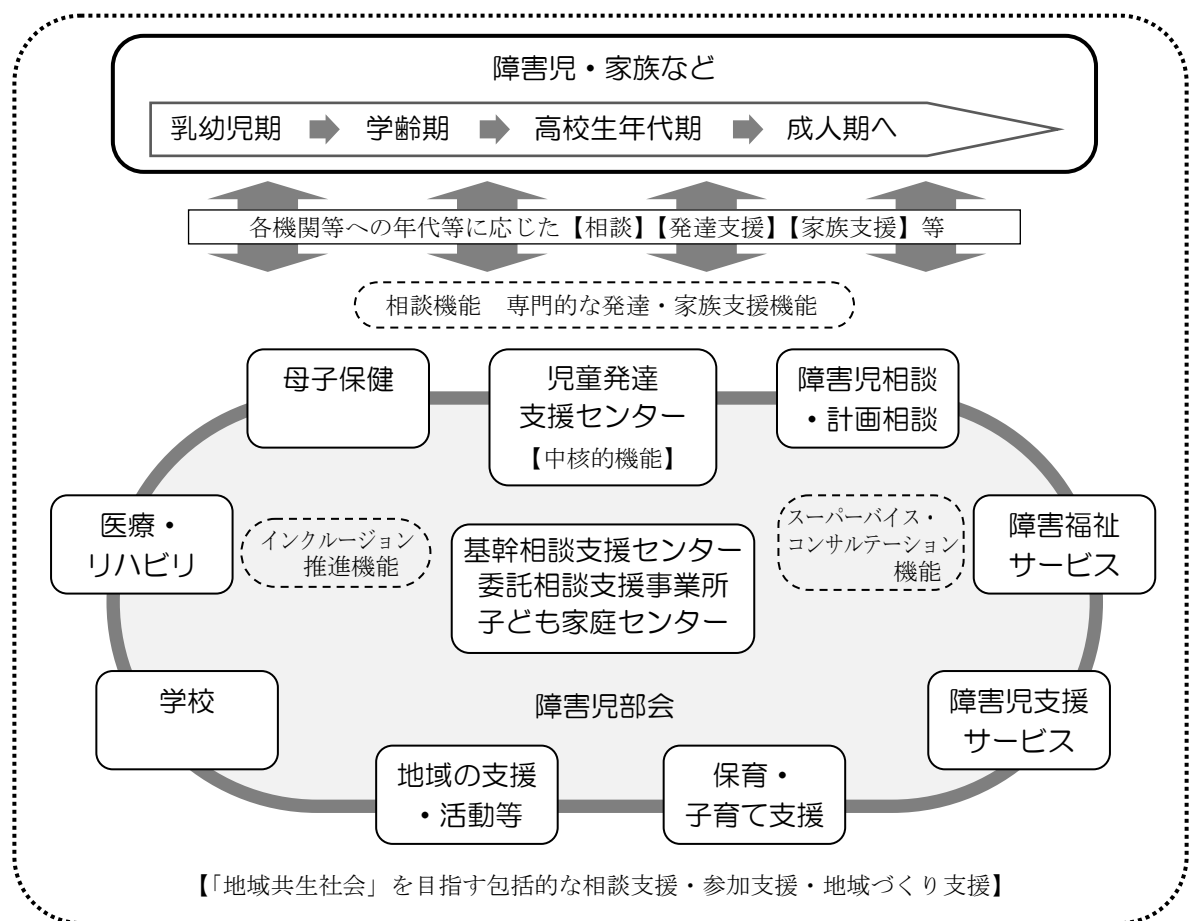 障害児・家族など
乳幼児期 学齢期 高校生年代期 成人期へ
各機関等への年代等に応じた【相談】【発達支援】【家族支援】等
相談機能 専門的な発達・家族支援機能
母子保健
児童発達
支援センター
【中核的機能】
障害児相談
・計画相談
医療・
リハビリ
インクルージョン
推進機能
基幹相談支援センター
委託相談支援事業所
子ども家庭センター
スーパーバイス・
コンサルテーション
機能
障害福祉
サービス
学校
障害児部会
障害児支援
サービス
地域の支援
・活動等
保育・
子育て支援
【「地域共生社会」を目指す包括的な相談支援・参加支援・地域づくり支援】